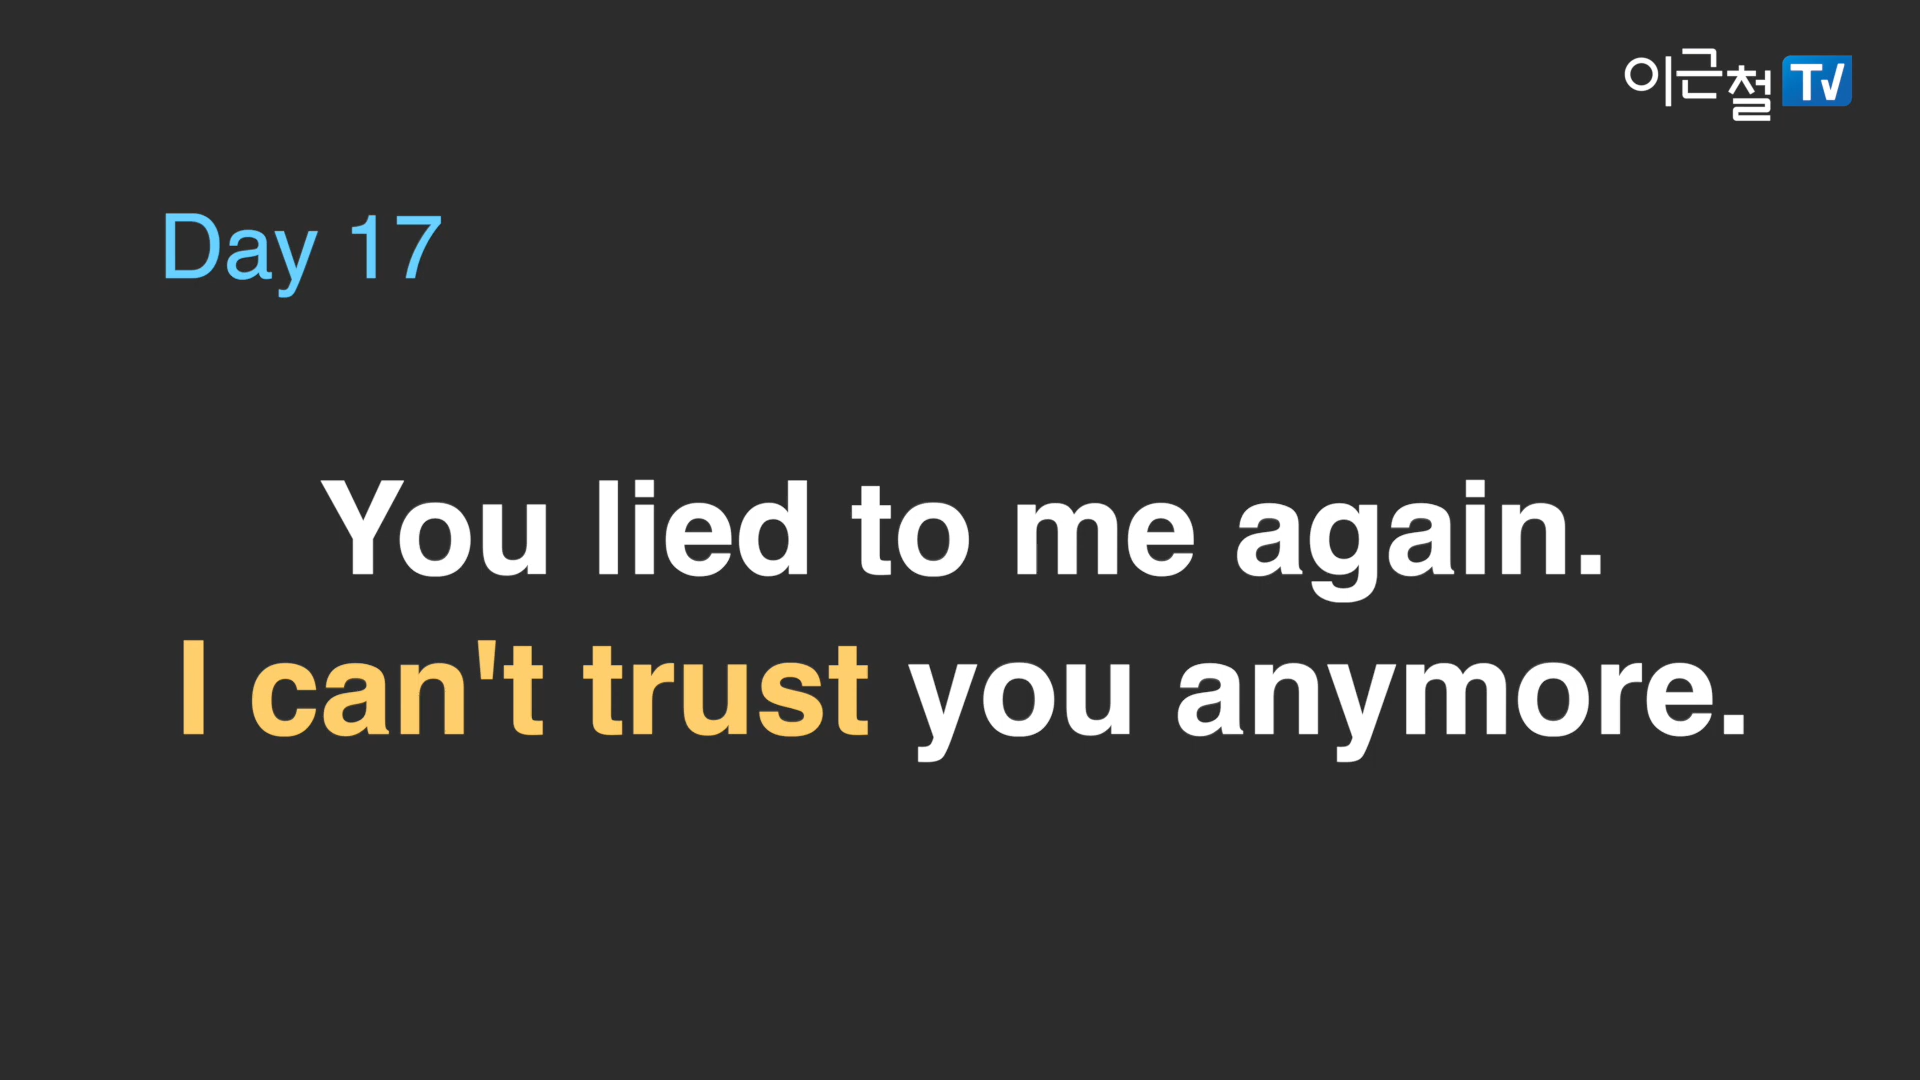 이근철 TV
Day 17
You lied to me again.
I can't trust you anymore.